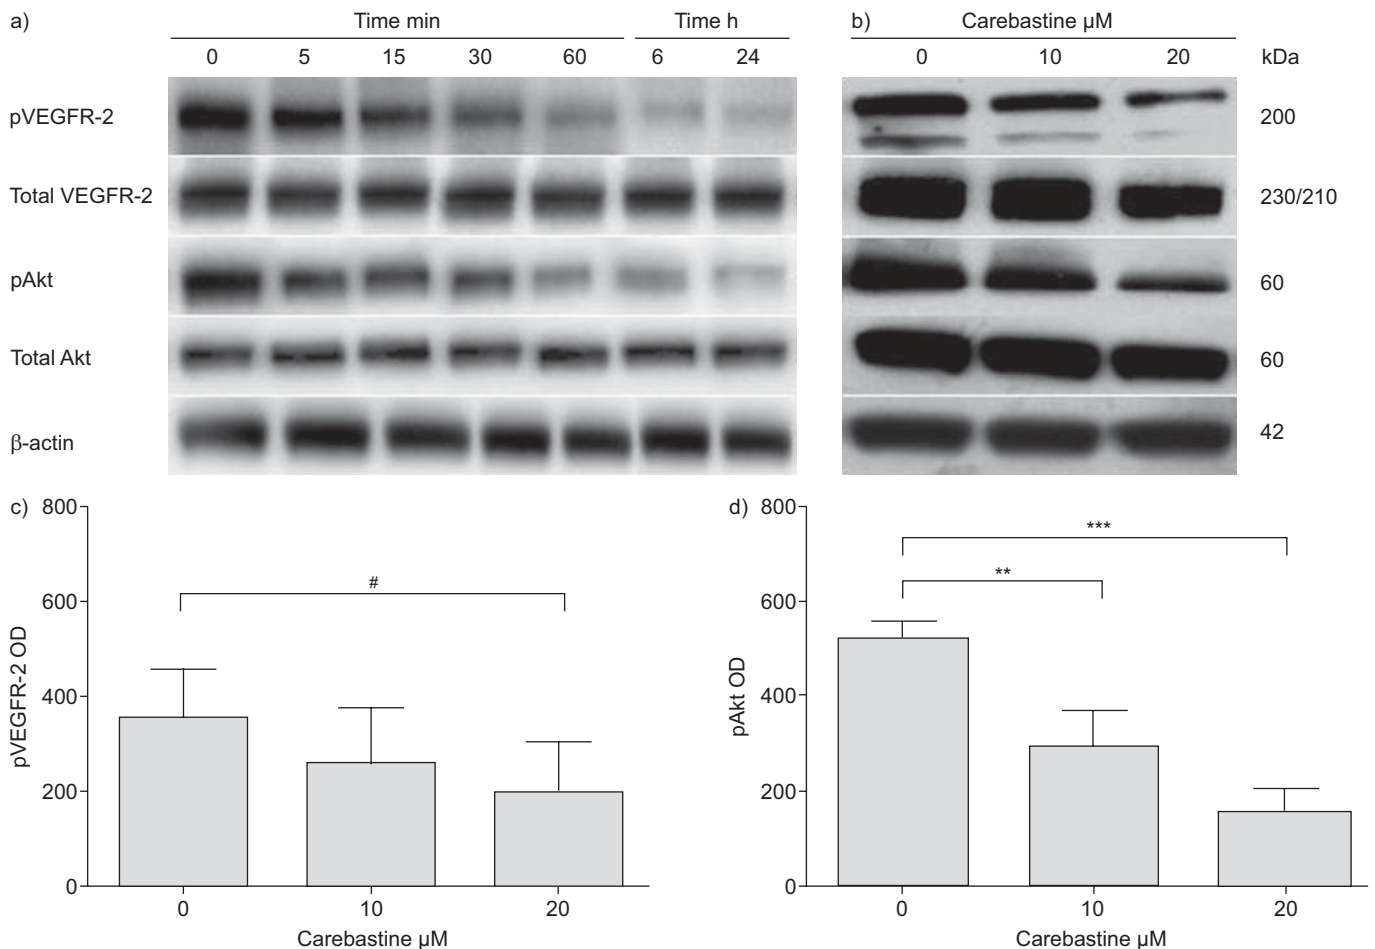 a) Time min Time h b) Carebastine µM
0 5 15 30 60 6 24 0 10 20 kDa
pVEGFR-2 200
Total VEGFR-2 230/210
pAkt 60
Total Akt 60
β-actin 42
c) 800 d) 800
***
# **
600 600
400 400
200 200
0 0
pVEGFR-2 OD pAkt OD
0 10 20 0 10 20
Carebastine µM Carebastine µM